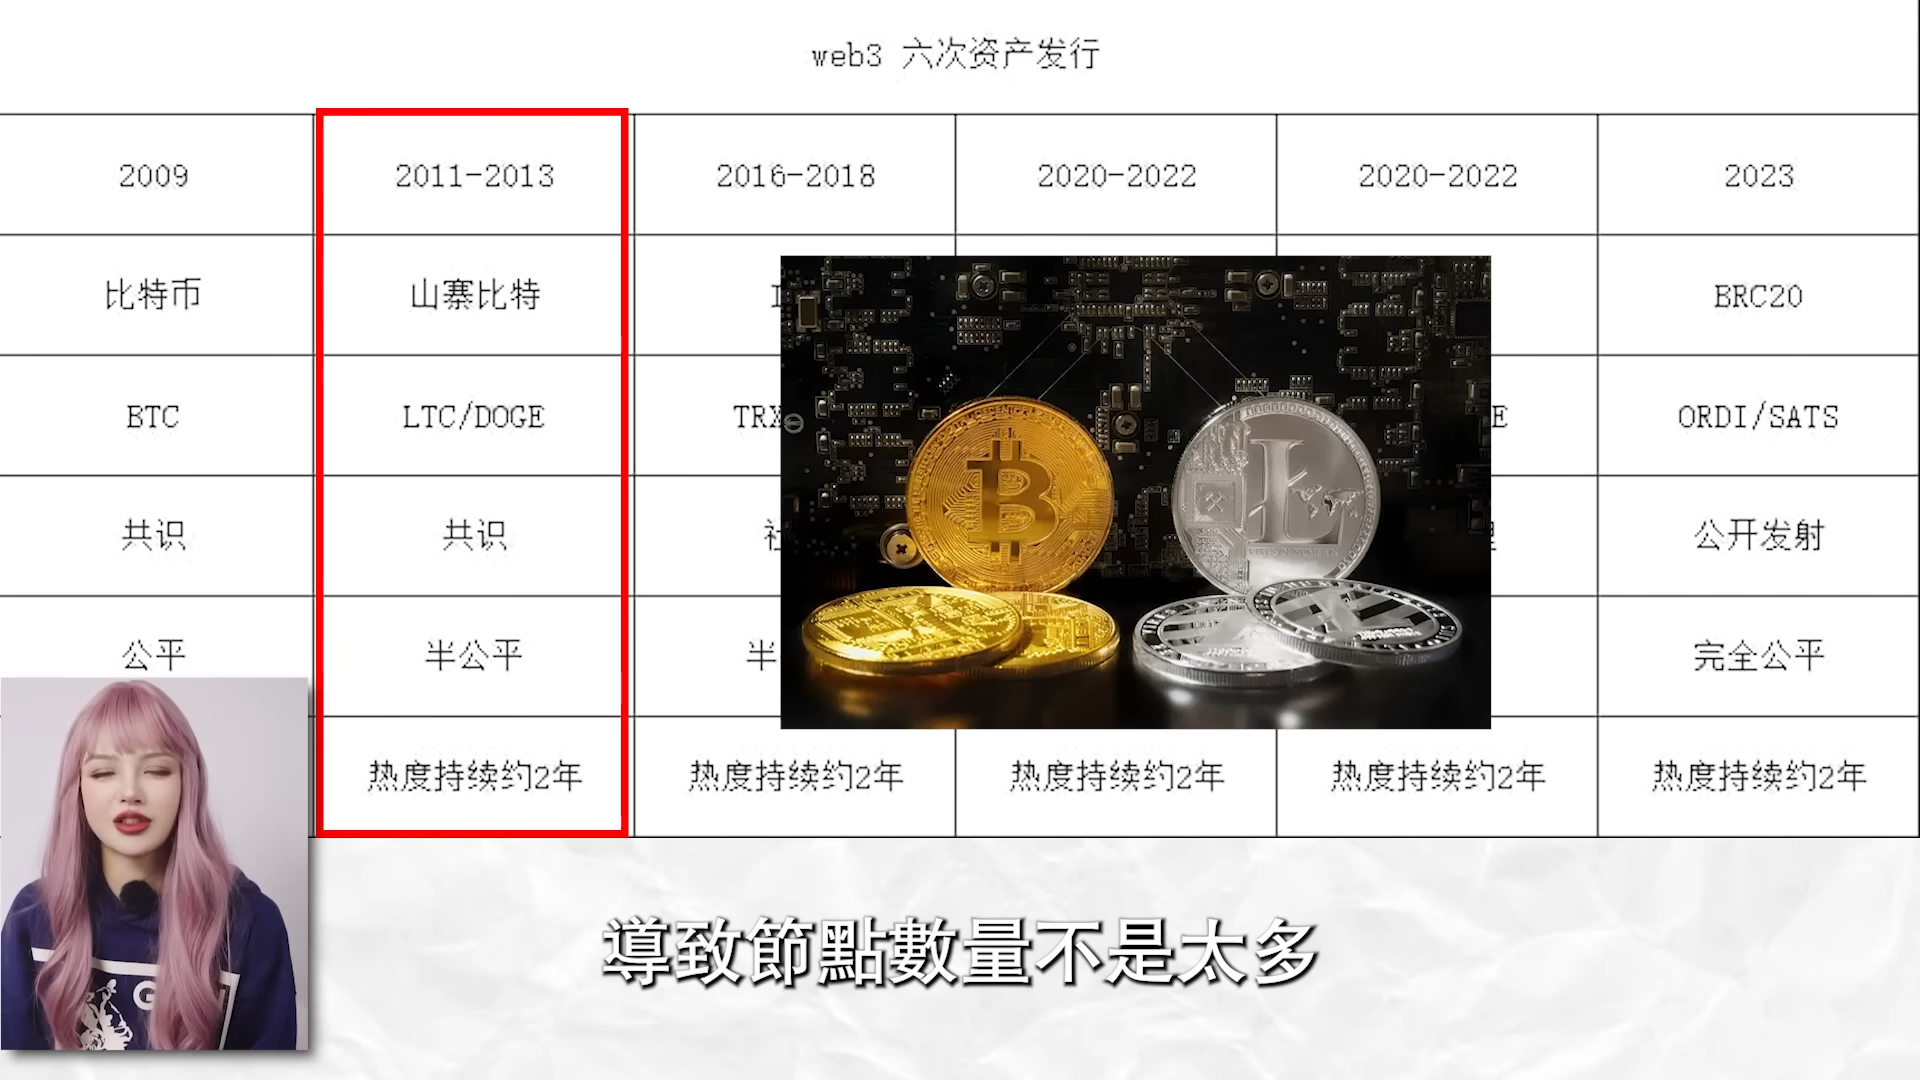 web3 六次资产发行
2009 2011-2013 2016-2018 2020-2022 2020-2022 2023
比特币 山寨比特 BRC20
BTC LTC/DOGE TRX ORDI/SATS
共识 共识 公开发射
公平 半公平 半 完全公平
热度持续约2年 热度持续约2年 热度持续约2年 热度持续约2年 热度持续约2年
導致節點數量不是太多